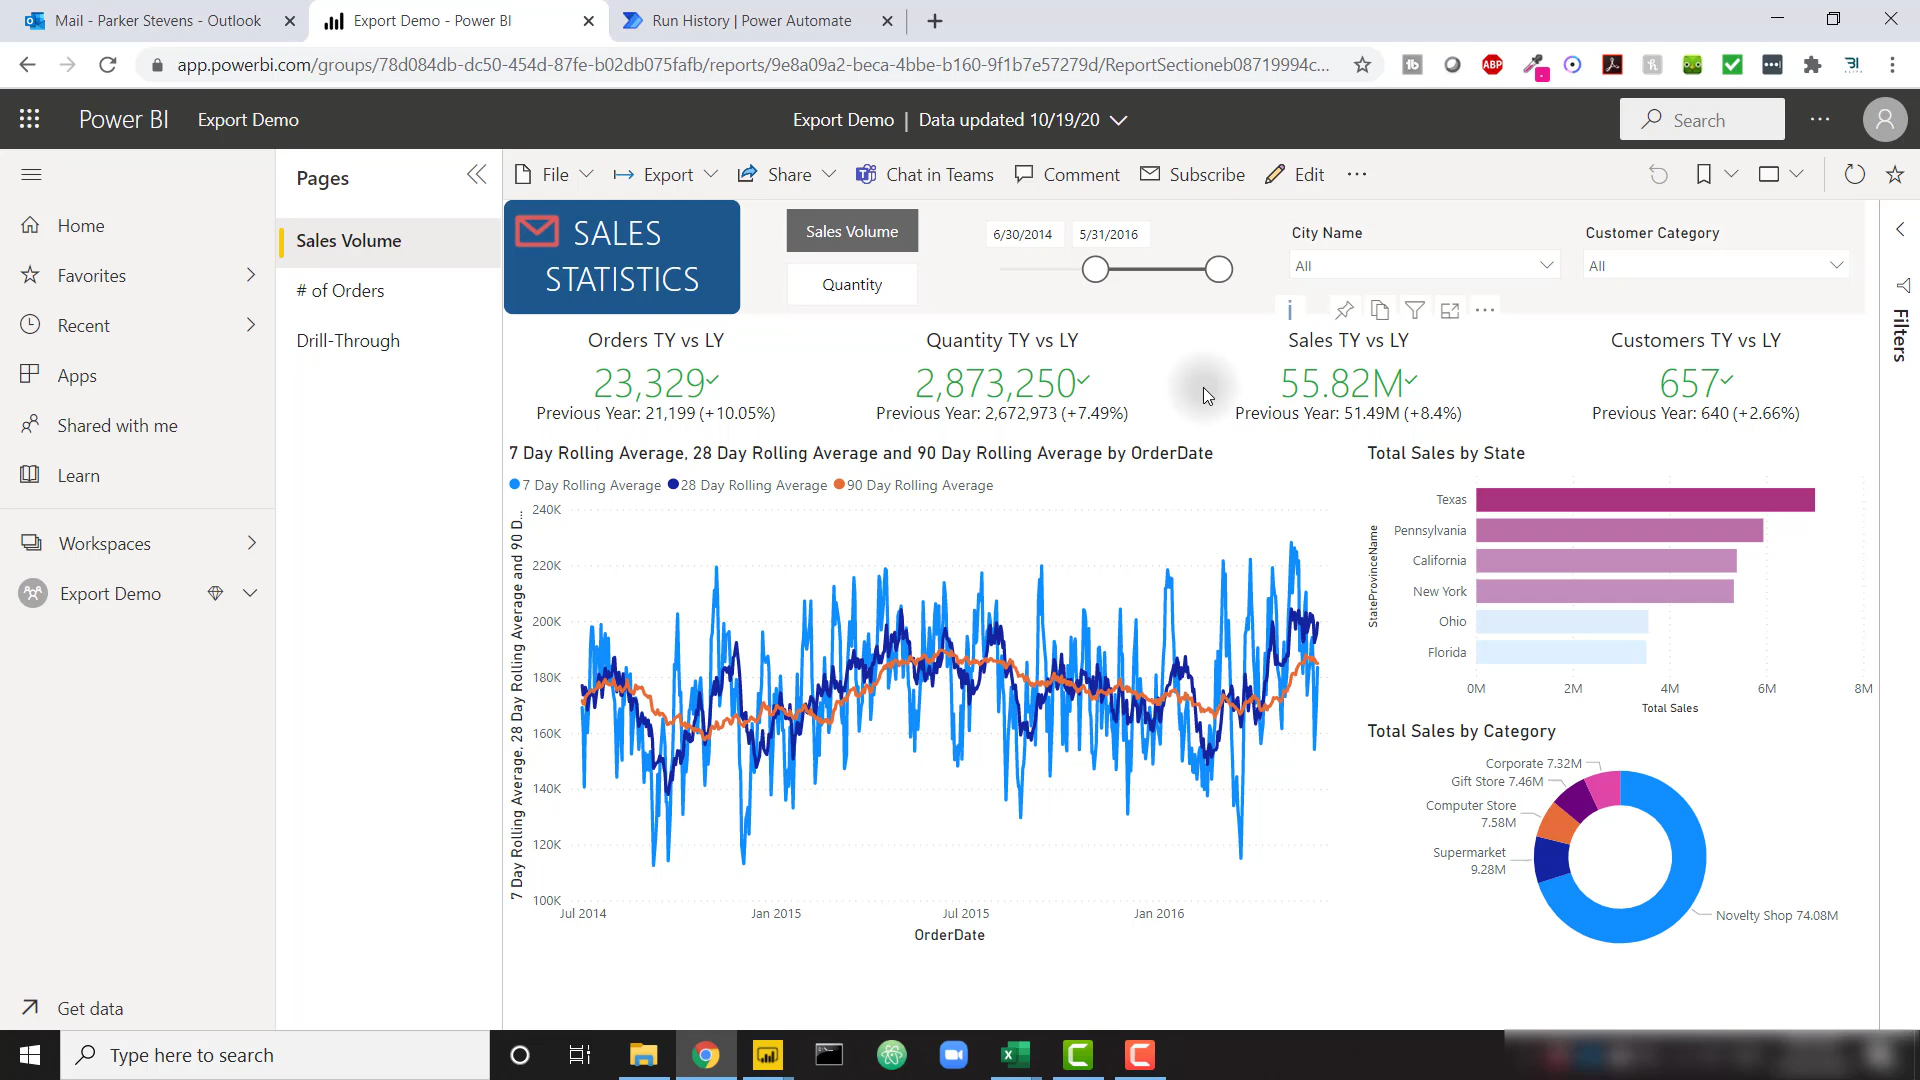 Mail - Parker Stevens - Outlook
Export Demo - Power BI
Run History | Power Automate
app.powerbi.com/groups/78d084db-dc50-454d-87fe-b02db075fafb/reports/9e8a09a2-beca-4bbe-b160-9f1b7e57279d/ReportSectioneb08719994c...
Power BI
Export Demo
Export Demo | Data updated 10/19/20
Search
Pages
File
Export
Share
Chat in Teams
Comment
Subscribe
Edit
Home
Favorites
Recent
Apps
Shared with me
Learn
Workspaces
Export Demo
Get data
Sales Volume
# of Orders
Drill-Through
SALES
STATISTICS
Sales Volume
Quantity
6/30/2014
5/31/2016
City Name
All
Customer Category
All
Filters
Orders TY vs LY
23,329
Previous Year: 21,199 (+10.05%)
Quantity TY vs LY
2,873,250
Previous Year: 2,672,973 (+7.49%)
Sales TY vs LY
55.82M
Previous Year: 51.49M (+8.4%)
Customers TY vs LY
657
Previous Year: 640 (+2.66%)
7 Day Rolling Average, 28 Day Rolling Average and 90 Day Rolling Average by OrderDate
7 Day Rolling Average
28 Day Rolling Average
90 Day Rolling Average
7 Day Rolling Average, 28 Day Rolling Average and 90 D...
240K
220K
200K
180K
160K
140K
120K
100K
Jul 2014
Jan 2015
Jul 2015
Jan 2016
OrderDate
Total Sales by State
StateProvinceName
Texas
Pennsylvania
California
New York
Ohio
Florida
0M
2M
4M
6M
8M
Total Sales
Total Sales by Category
Corporate 7.32M
Gift Store 7.46M
Computer Store
7.58M
Supermarket
9.28M
Novelty Shop 74.08M
Type here to search